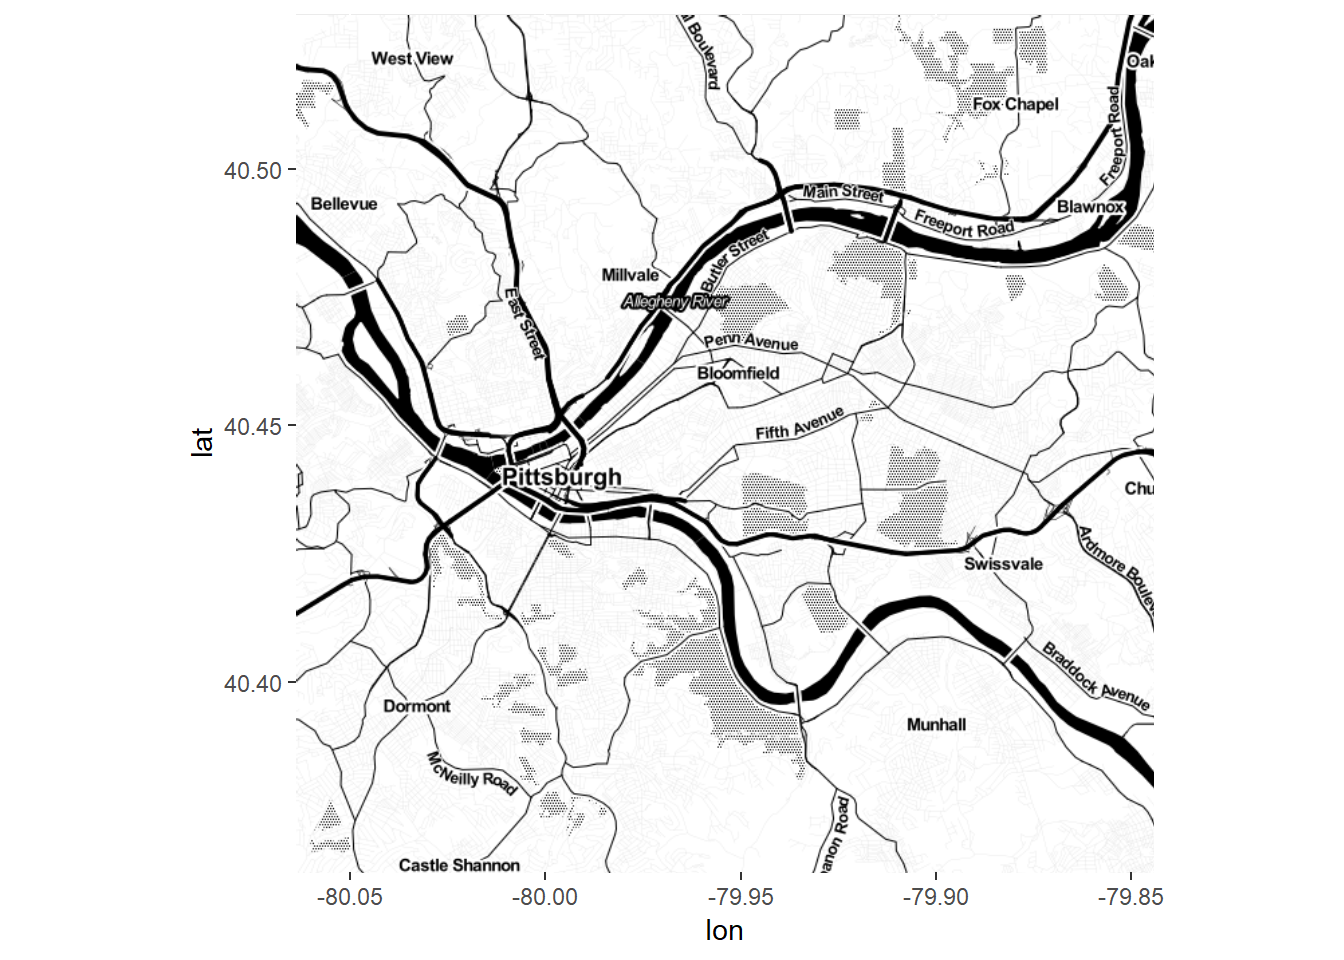 West View
l Boulevard
Oak
Fox Chapel
Freeport Road
40.50
Bellevue
Main Street
Blawnox
Freeport Road
Butler Street
Millvale
Allegheny River
East Street
Penn Avenue
Bloomfield
Fifth Avenue
40.45
lat
Pittsburgh
Chu
Ardmore Boulev
Swissvale
Braddock Avenue
40.40
Dormont
Munhall
McNeilly Road
anon Road
Castle Shannon
-80.05
-80.00
-79.95
-79.90
-79.85
lon